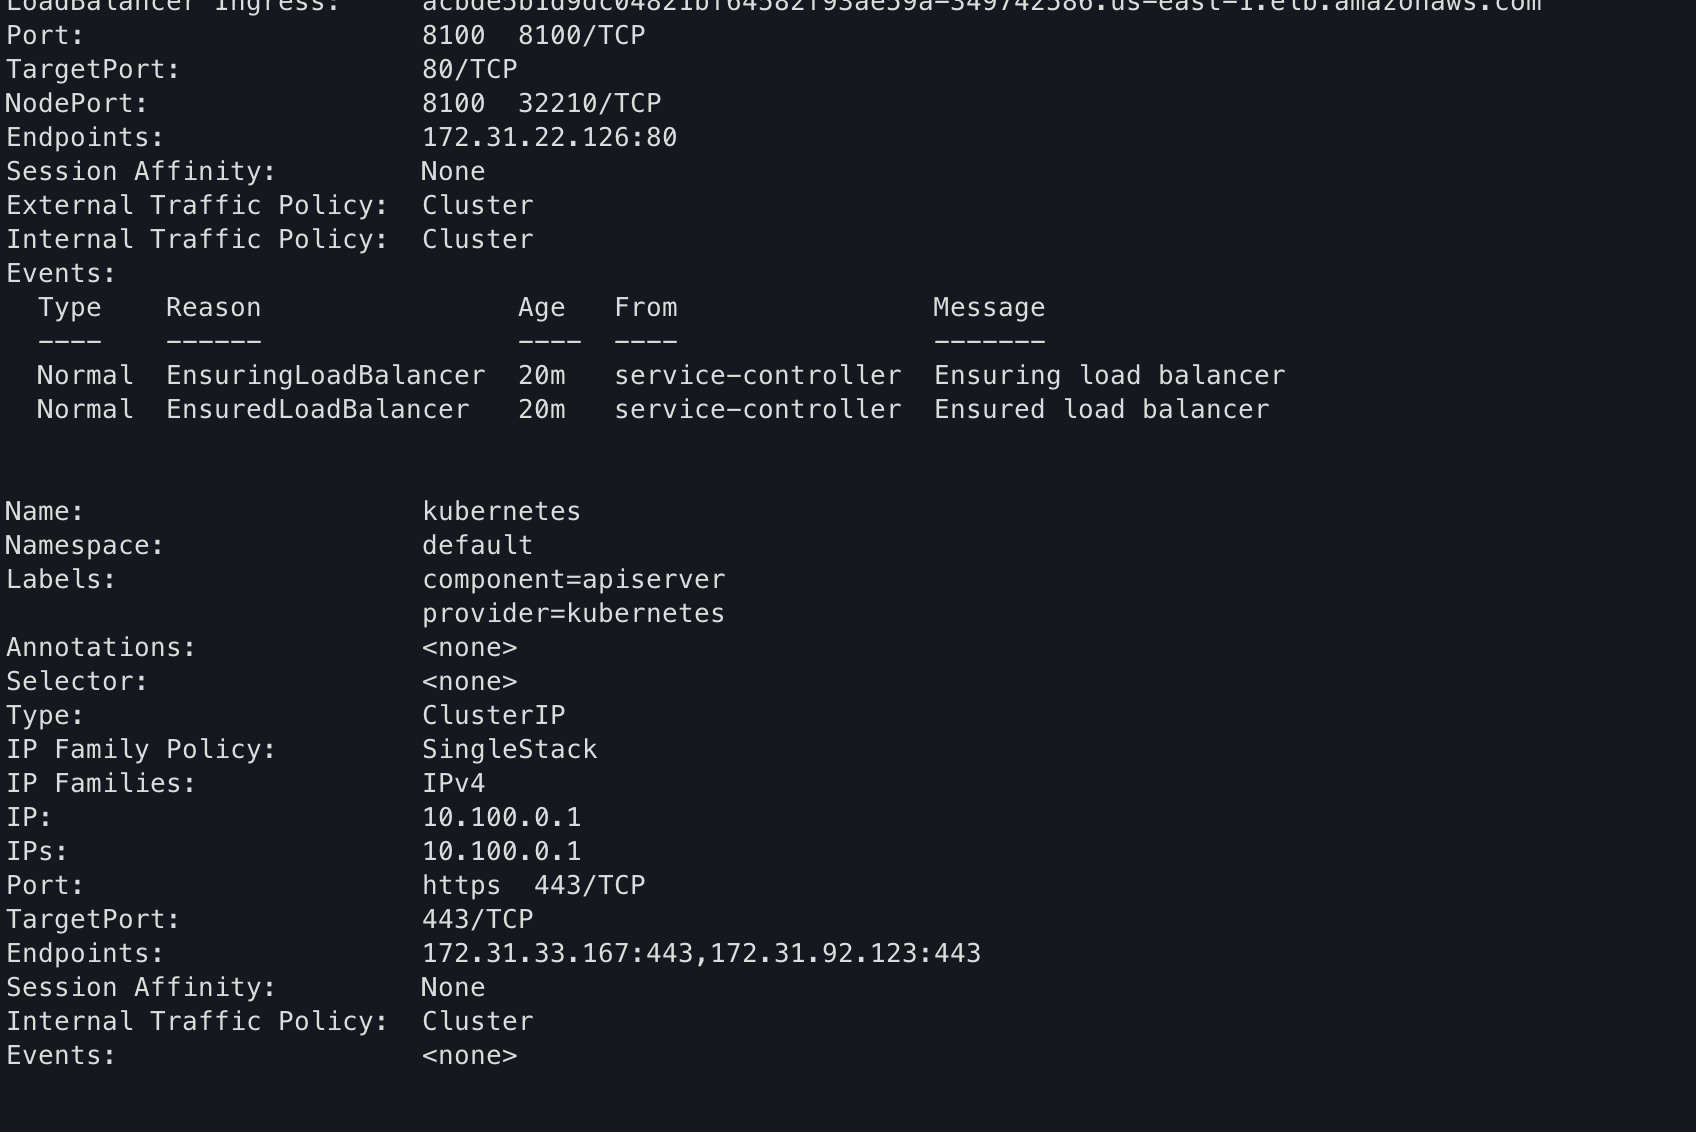 LoadBalancer Ingress:     acbde5b1d9dc04821bf64582f93ae59a-349742586.us-east-1.elb.amazonaws.com
Port:                     8100  8100/TCP
TargetPort:               80/TCP
NodePort:                 8100  32210/TCP
Endpoints:                172.31.22.126:80
Session Affinity:         None
External Traffic Policy:  Cluster
Internal Traffic Policy:  Cluster
Events:
  Type    Reason                Age   From                Message
  ----    ------                ----  ----                -------
  Normal  EnsuringLoadBalancer  20m   service-controller  Ensuring load balancer
  Normal  EnsuredLoadBalancer   20m   service-controller  Ensured load balancer
Name:                     kubernetes
Namespace:                default
Labels:                   component=apiserver
                          provider=kubernetes
Annotations:              <none>
Selector:                 <none>
Type:                     ClusterIP
IP Family Policy:         SingleStack
IP Families:              IPv4
IP:                       10.100.0.1
IPs:                      10.100.0.1
Port:                     https  443/TCP
TargetPort:               443/TCP
Endpoints:                172.31.33.167:443,172.31.92.123:443
Session Affinity:         None
Internal Traffic Policy:  Cluster
Events:                   <none>